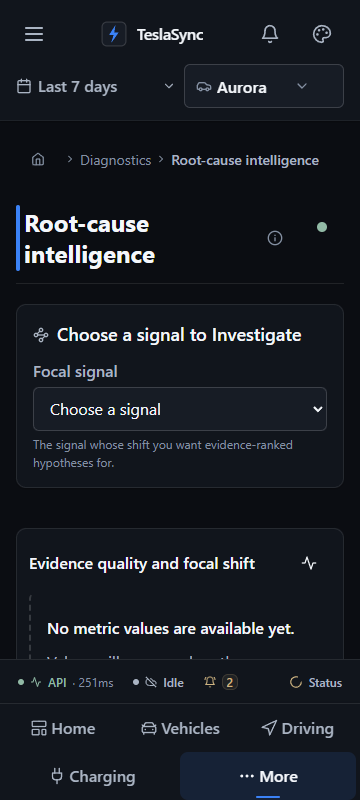 TeslaSync
Last 7 days
Aurora
Diagnostics
Root-cause intelligence
Root-cause
intelligence
Choose a signal to Investigate
Focal signal
Choose a signal
The signal whose shift you want evidence-ranked
hypotheses for.
Evidence quality and focal shift
No metric values are available yet.
API · 251ms
Idle
2
Status
Home
Vehicles
Driving
Charging
More